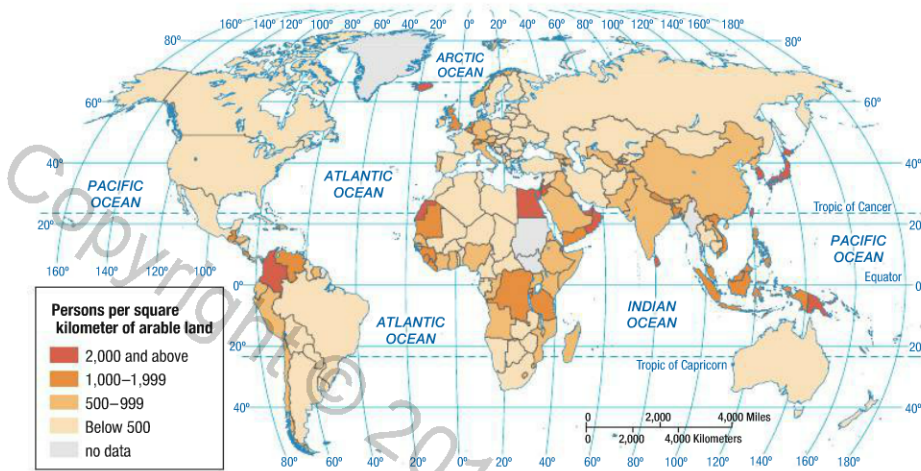 160° 140° 120° 100° 80° 60° 40° 20° 0° 20° 40° 60° 80° 100° 120° 140° 160°
80° 80°
ARCTIC
OCEAN
60° 60°
40° 40°
PACIFIC
OCEAN
ATLANTIC
OCEAN
Tropic of Cancer
20° 20°
PACIFIC
OCEAN
160° 140° 120° 100° 160°
Equator
0° 0°
INDIAN
OCEAN
ATLANTIC
OCEAN
20° 20°
Tropic of Capricorn
40° 40°
Persons per square
kilometer of arable land
2,000 and above
1,000–1,999
500–999
Below 500
no data
0 2,000 4,000 Miles
0 2,000 4,000 Kilometers
80° 60° 40° 20° 0° 20° 40° 60° 80° 100° 120° 140° 160° 180°
Copyright © 201